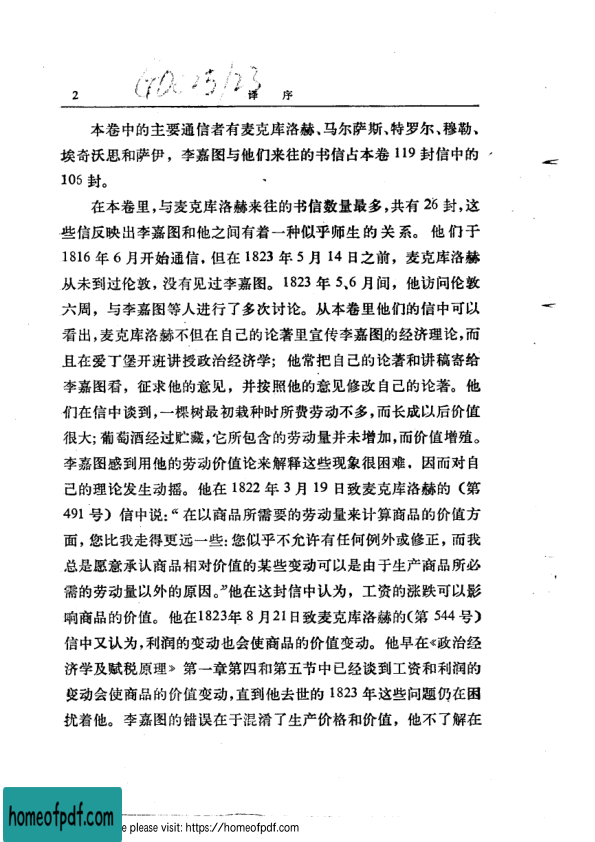 2
译 序
本卷中的主要通信者有麦克库洛赫、马尔萨斯、特罗尔、穆勒、
埃奇沃思和萨伊，李嘉图与他们来往的书信占本卷 119 封信中的
106 封。
在本卷里，与麦克库洛赫来往的书信数量最多，共有 26 封，这
些信反映出李嘉图和他之间有着一种似乎师生的关系。他们于
1816 年 6 月开始通信，但在 1823 年 5 月 14 日之前，麦克库洛赫
从未到过伦敦，没有见过李嘉图。1823 年 5、6 月间，他访问伦敦
六周，与李嘉图等人进行了多次讨论。从本卷里他们的信中可以
看出，麦克库洛赫不但在自己的论著里宣传李嘉图的经济理论，而
且在爱丁堡开班讲授政治经济学；他常把自己的论著和讲稿寄给
李嘉图看，征求他的意见，并按照他的意见修改自己的论著。他
们在信中谈到，一棵树最初栽种时所费劳动不多，而长成以后价值
很大；葡萄酒经过贮藏，它所包含的劳动量并未增加，而价值增殖。
李嘉图感到用他的劳动价值论来解释这些现象很困难，因而对自
己的理论发生动摇。他在 1822 年 3 月 19 日致麦克库洛赫的（第
491 号）信中说：“在以商品所需要的劳动量来计算商品的价值方
面，您比我走得更远一些：您似乎不允许有任何例外或修正，而我
总是愿意承认商品相对价值的某些变动可以是由于生产商品所必
需的劳动量以外的原因。”他在这封信中认为，工资的涨跌可以影
响商品的价值。他在1823年 8 月21日致麦克库洛赫的（第 544 号）
信中又认为，利润的变动也会使商品的价值变动。他早在《政治经
济学及赋税原理》第一章第四和第五节中已经谈到工资和利润的
变动会使商品的价值变动，直到他去世的 1823 年这些问题仍在困
扰着他。李嘉图的错误在于混淆了生产价格和价值，他不了解在
homeofpdf.com
e please visit: https://homeofpdf.com